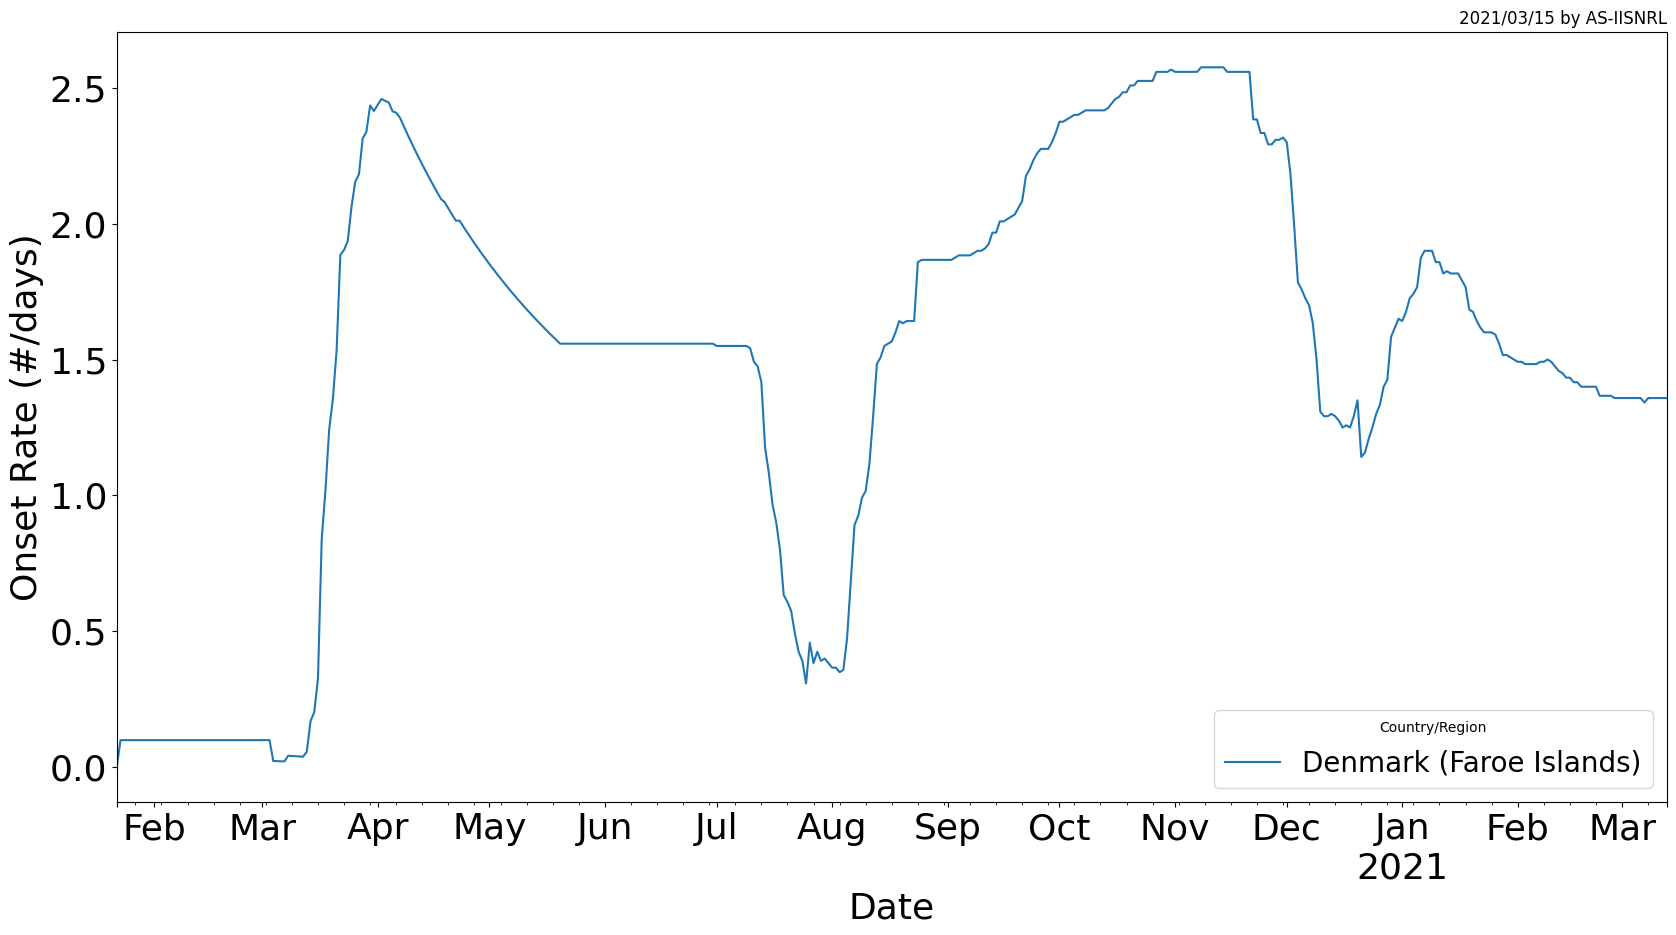 2021/03/15 by AS-IISNRL
Onset Rate (#/days)
2.5
2.0
1.5
1.0
0.5
0.0
Country/Region
Denmark (Faroe Islands)
Feb Mar Apr May Jun Jul Aug Sep Oct Nov Dec Jan Feb Mar
2021
Date